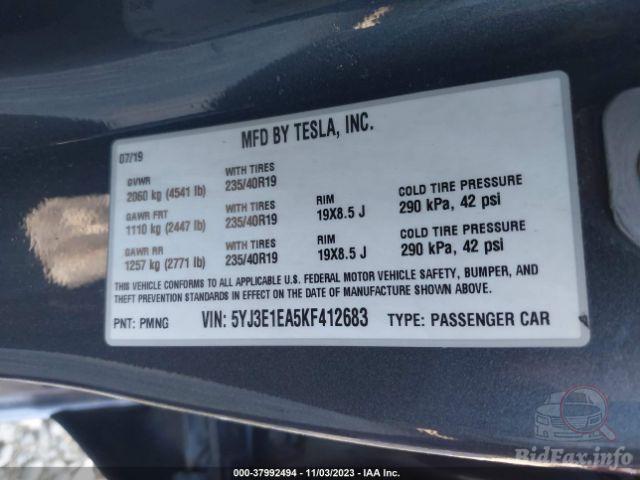 MFD BY TESLA, INC.
07/19
GVWR
2060 kg (4541 lb)
WITH TIRES
235/40R19
GAWR FRT
1110 kg (2447 lb)
WITH TIRES
235/40R19
RIM
19X8.5 J
COLD TIRE PRESSURE
290 kPa, 42 psi
GAWR RR
1257 kg (2771 lb)
WITH TIRES
235/40R19
RIM
19X8.5 J
COLD TIRE PRESSURE
290 kPa, 42 psi
THIS VEHICLE CONFORMS TO ALL APPLICABLE U.S. FEDERAL MOTOR VEHICLE SAFETY, BUMPER, AND
THEFT PREVENTION STANDARDS IN EFFECT ON THE DATE OF MANUFACTURE SHOWN ABOVE.
PNT: PMNG VIN: 5YJ3E1EA5KF412683 TYPE: PASSENGER CAR
BidFax.info
000-37992494 - 11/03/2023 - IAA Inc.